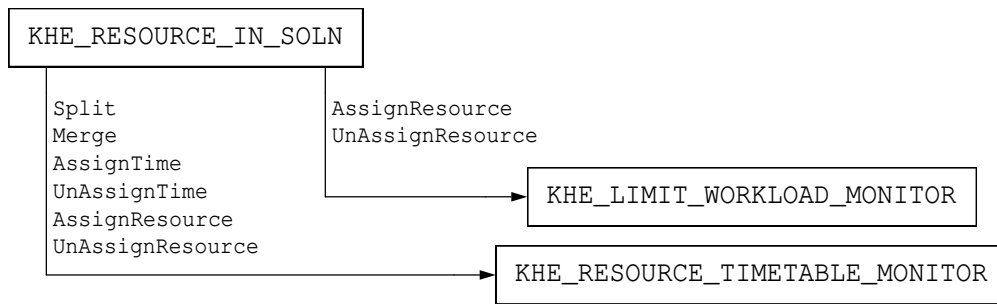 KHE_RESOURCE_IN_SOLN
Split
Merge
AssignTime
UnAssignTime
AssignResource
UnAssignResource
AssignResource
UnAssignResource
KHE_LIMIT_WORKLOAD_MONITOR
KHE_RESOURCE_TIMETABLE_MONITOR